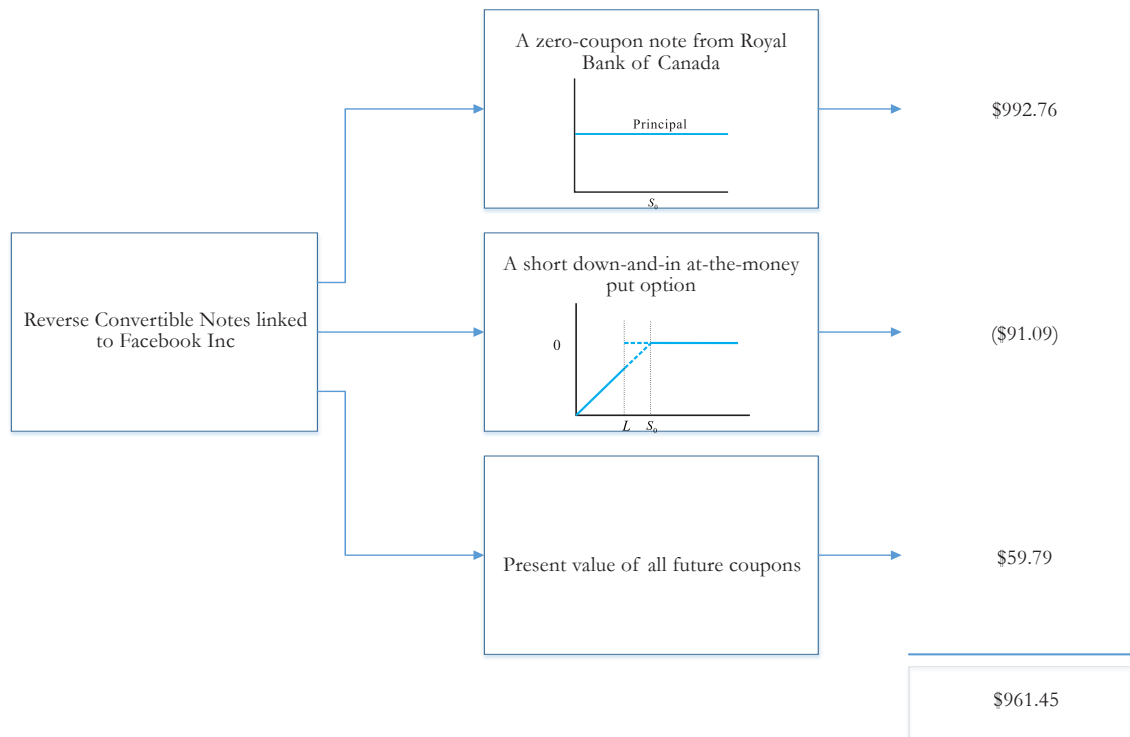 A zero-coupon note from Royal
Bank of Canada
Principal
S₀
$992.76
Reverse Convertible Notes linked
to Facebook Inc
A short down-and-in at-the-money
put option
0
L S₀
($91.09)
Present value of all future coupons
$59.79
$961.45